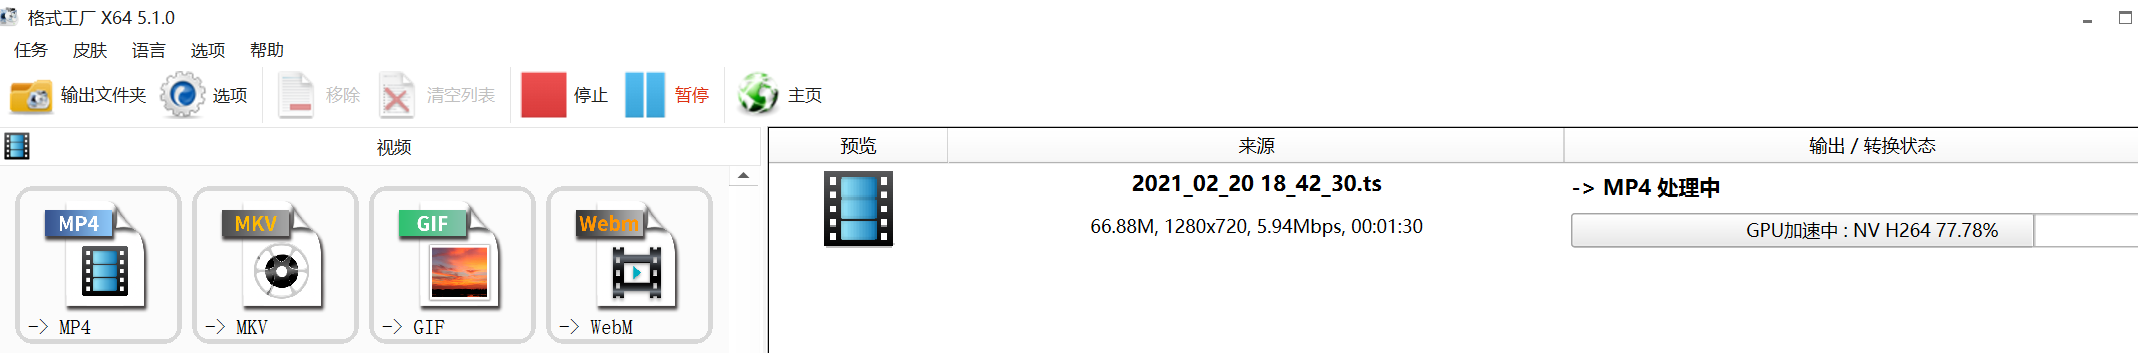 格式工厂 X64 5.1.0
任务 皮肤 语言 选项 帮助
输出文件夹 选项 移除 清空列表 停止 暂停 主页
视频
预览 来源 输出 / 转换状态
MP4 MKV GIF Webm
-> MP4 -> MKV -> GIF -> WebM
2021_02_20 18_42_30.ts
66.88M, 1280x720, 5.94Mbps, 00:01:30
-> MP4 处理中
GPU加速中 : NV H264 77.78%